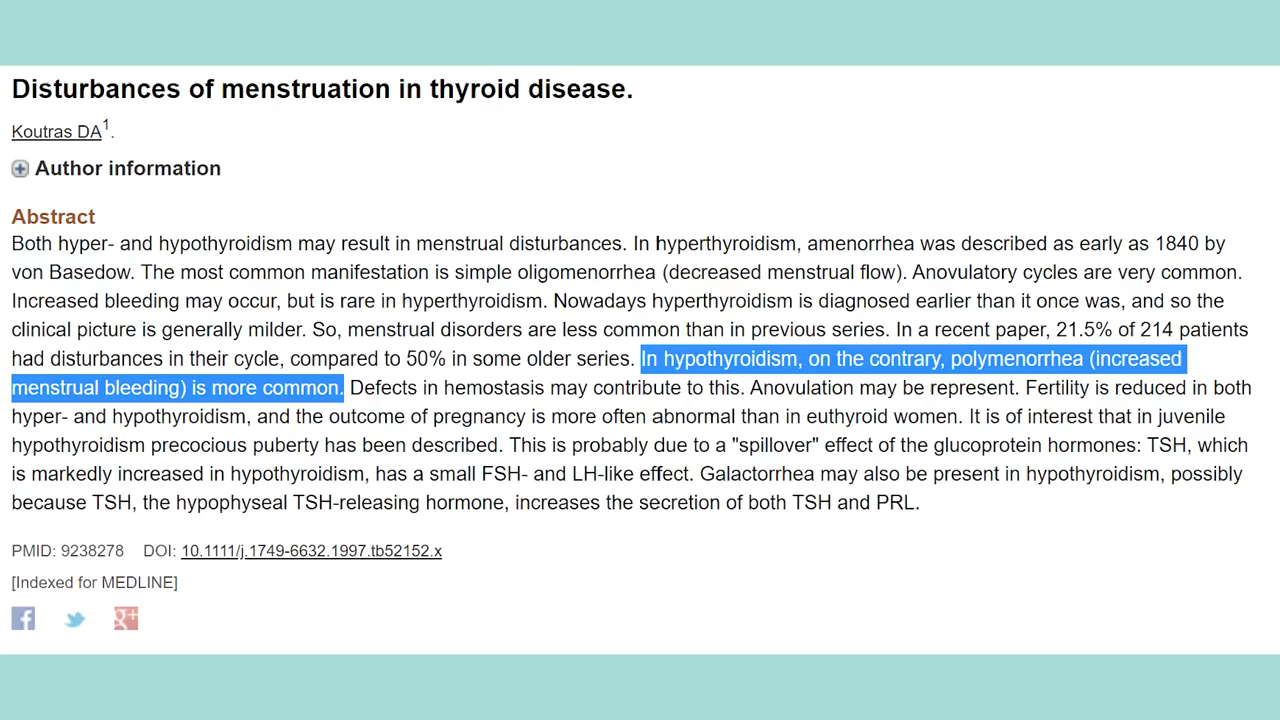 Disturbances of menstruation in thyroid disease.
Koutras DA1.
Author information
Abstract
Both hyper- and hypothyroidism may result in menstrual disturbances. In hyperthyroidism, amenorrhea was described as early as 1840 by
von Basedow. The most common manifestation is simple oligomenorrhea (decreased menstrual flow). Anovulatory cycles are very common.
Increased bleeding may occur, but is rare in hyperthyroidism. Nowadays hyperthyroidism is diagnosed earlier than it once was, and so the
clinical picture is generally milder. So, menstrual disorders are less common than in previous series. In a recent paper, 21.5% of 214 patients
had disturbances in their cycle, compared to 50% in some older series. In hypothyroidism, on the contrary, polymenorrhea (increased
menstrual bleeding) is more common. Defects in hemostasis may contribute to this. Anovulation may be represent. Fertility is reduced in both
hyper- and hypothyroidism, and the outcome of pregnancy is more often abnormal than in euthyroid women. It is of interest that in juvenile
hypothyroidism precocious puberty has been described. This is probably due to a "spillover" effect of the glucoprotein hormones: TSH, which
is markedly increased in hypothyroidism, has a small FSH- and LH-like effect. Galactorrhea may also be present in hypothyroidism, possibly
because TSH, the hypophyseal TSH-releasing hormone, increases the secretion of both TSH and PRL.
PMID: 9238278 DOI: 10.1111/j.1749-6632.1997.tb52152.x
[Indexed for MEDLINE]
f
g+